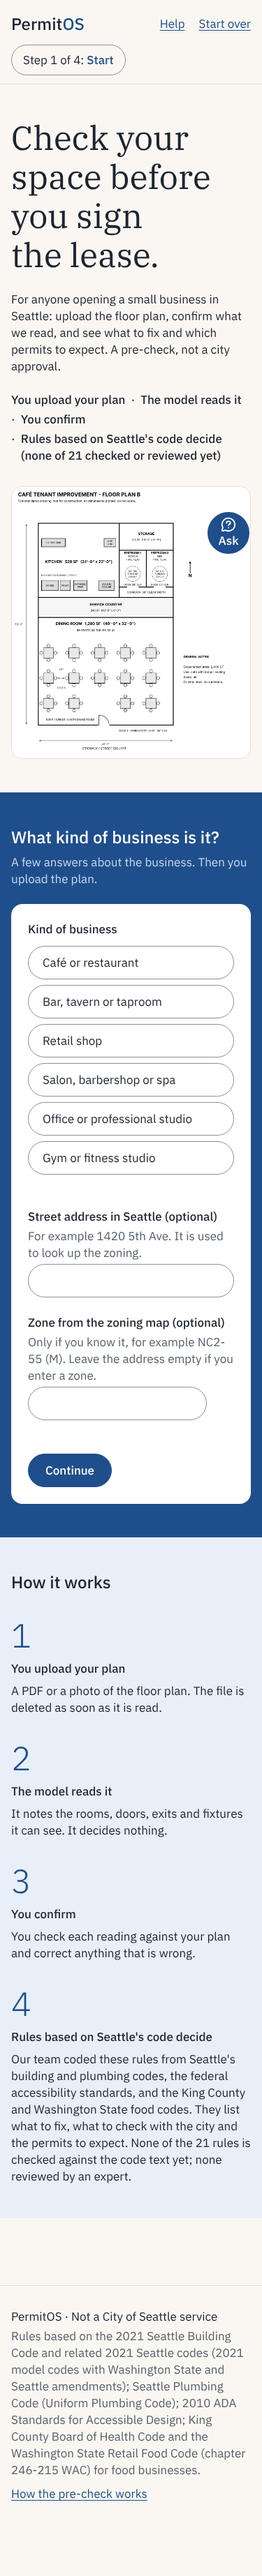 PermitOS
Help Start over
Step 1 of 4: Start
Check your
space before
you sign
the lease.
For anyone opening a small business in
Seattle: upload the floor plan, confirm what
we read, and see what to fix and which
permits to expect. A pre-check, not a city
approval.
You upload your plan · The model reads it
· You confirm
· Rules based on Seattle's code decide
(none of 21 checked or reviewed yet)
CAFÉ TENANT IMPROVEMENT - FLOOR PLAN B
Ask
STORAGE
N
SERVICE COUNTER
GENERAL NOTES
What kind of business is it?
A few answers about the business. Then you
upload the plan.
Kind of business
Café or restaurant
Bar, tavern or taproom
Retail shop
Salon, barbershop or spa
Office or professional studio
Gym or fitness studio
Street address in Seattle (optional)
For example 1420 5th Ave. It is used
to look up the zoning.
Zone from the zoning map (optional)
Only if you know it, for example NC2-
55 (M). Leave the address empty if you
enter a zone.
Continue
How it works
1
You upload your plan
A PDF or a photo of the floor plan. The file is
deleted as soon as it is read.
2
The model reads it
It notes the rooms, doors, exits and fixtures
it can see. It decides nothing.
3
You confirm
You check each reading against your plan
and correct anything that is wrong.
4
Rules based on Seattle's code decide
Our team coded these rules from Seattle's
building and plumbing codes, the federal
accessibility standards, and the King County
and Washington State food codes. They list
what to fix, what to check with the city and
the permits to expect. None of the 21 rules is
checked against the code text yet; none
reviewed by an expert.
PermitOS · Not a City of Seattle service
Rules based on the 2021 Seattle Building
Code and related 2021 Seattle codes (2021
model codes with Washington State and
Seattle amendments); Seattle Plumbing
Code (Uniform Plumbing Code); 2010 ADA
Standards for Accessible Design; King
County Board of Health Code and the
Washington State Retail Food Code (chapter
246-215 WAC) for food businesses.
How the pre-check works